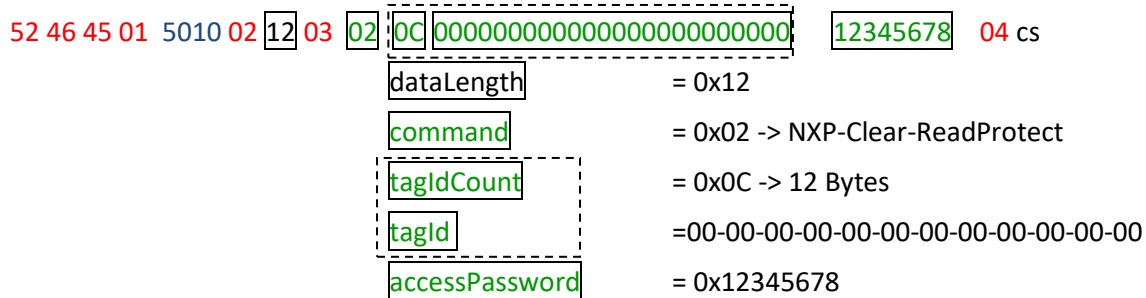 52 46 45 01 5010 02 12 03 02 0C 000000000000000000000000 12345678 04 cs
dataLength = 0x12
command = 0x02 -> NXP-Clear-ReadProtect
tagIdCount = 0x0C -> 12 Bytes
tagId =00-00-00-00-00-00-00-00-00-00-00-00
accessPassword = 0x12345678